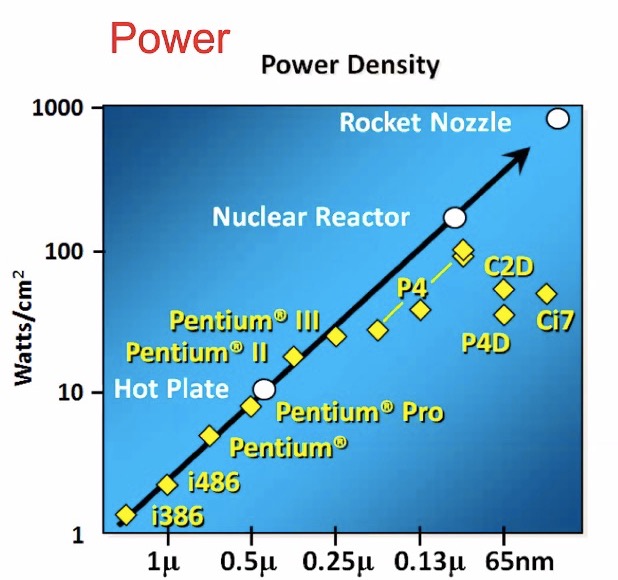 Power
Power Density
1000
Rocket Nozzle
Nuclear Reactor
100
C2D
P4
Ci7
Pentium® III
P4D
Pentium® II
Watts/cm²
Hot Plate
10
Pentium® Pro
Pentium®
i486
i386
1
1μ 0.5μ 0.25μ 0.13μ 65nm